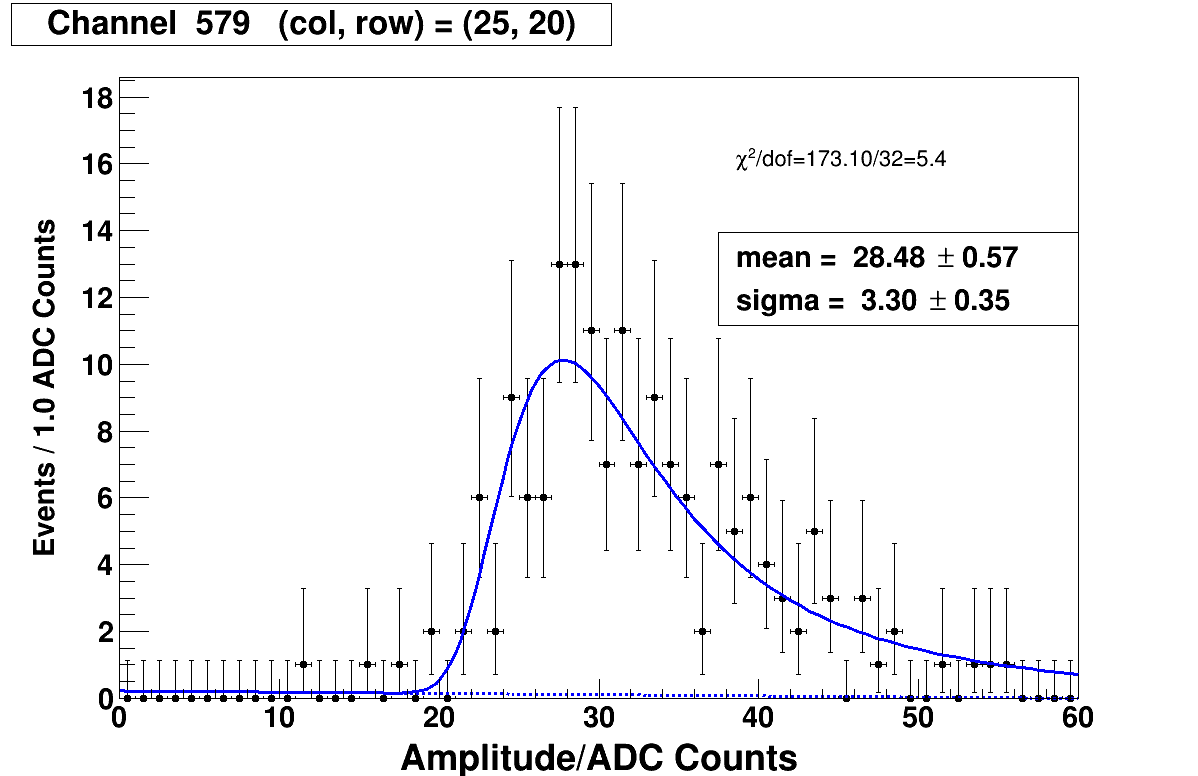 Channel 579 (col, row) = (25, 20)
18
16
14
12
10
8
6
4
2
0
Events / 1.0 ADC Counts
χ²/dof=173.10/32=5.4
mean = 28.48 ± 0.57
sigma = 3.30 ± 0.35
0 10 20 30 40 50 60
Amplitude/ADC Counts